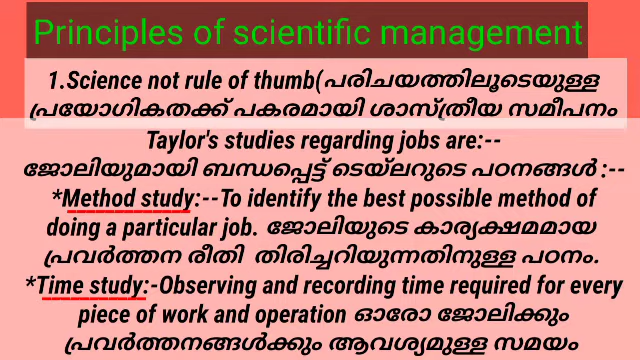 Principles of scientific management
1.Science not rule of thumb(പരിചയത്തിലൂടെയുള്ള
പ്രയോഗികതക്ക് പകരമായി ശാസ്ത്രീയ സമീപനം
Taylor's studies regarding jobs are:--
ജോലിയുമായി ബന്ധപ്പെട്ട് ടെയ്ലറുടെ പഠനങ്ങൾ :--
*Method study:--To identify the best possible method of
doing a particular job. ജോലിയുടെ കാര്യക്ഷമമായ
പ്രവർത്തന രീതി തിരിച്ചറിയുന്നതിനുള്ള പഠനം.
*Time study:-Observing and recording time required for every
piece of work and operation ഓരോ ജോലിക്കും
പ്രവർത്തനങ്ങൾക്കും ആവശ്യമുള്ള സമയം